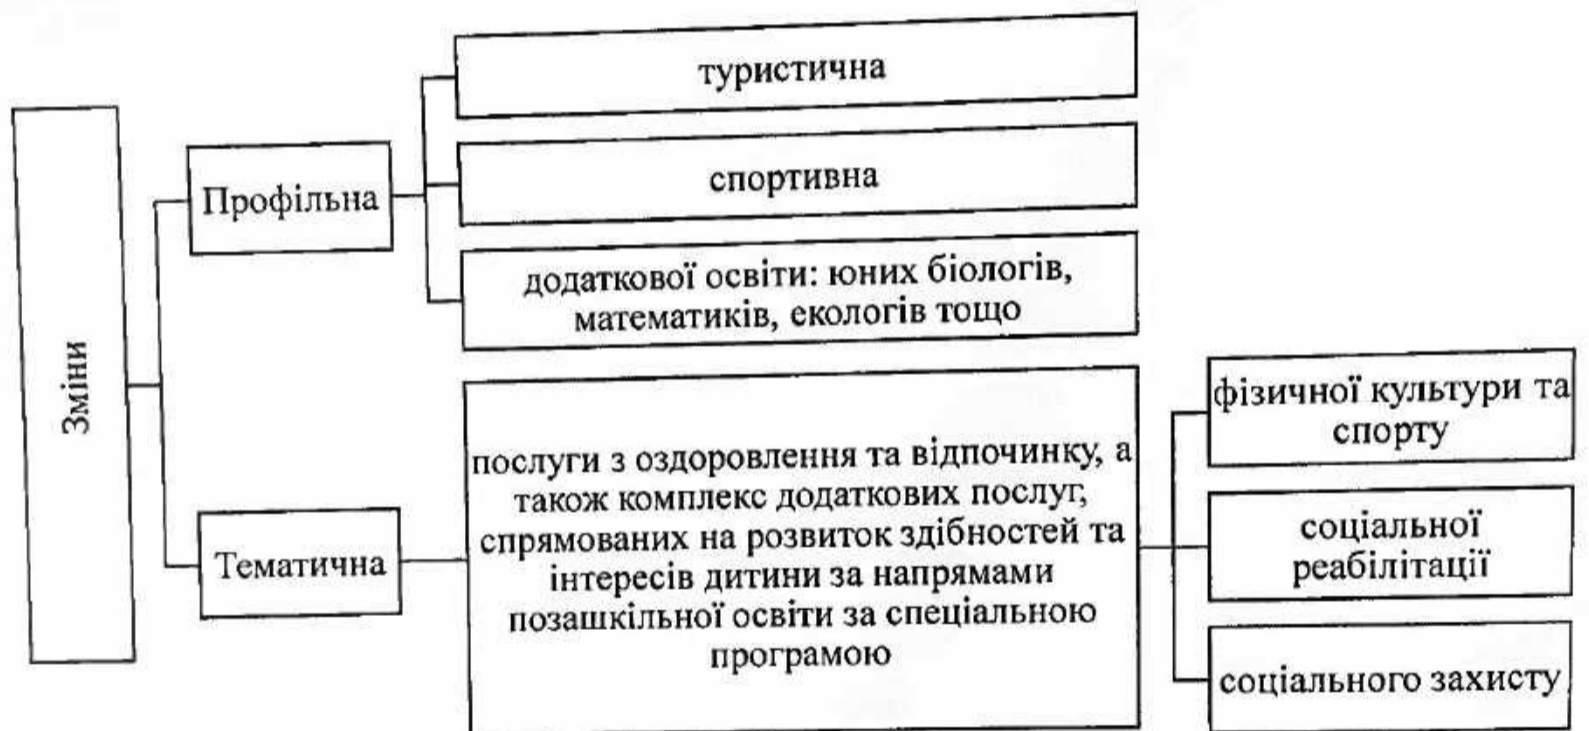 Зміни
Профільна
туристична
спортивна
додаткової освіти: юних біологів,
математиків, екологів тощо
Тематична
послуги з оздоровлення та відпочинку, а
також комплекс додаткових послуг,
спрямованих на розвиток здібностей та
інтересів дитини за напрямами
позашкільної освіти за спеціальною
програмою
фізичної культури та
спорту
соціальної
реабілітації
соціального захисту